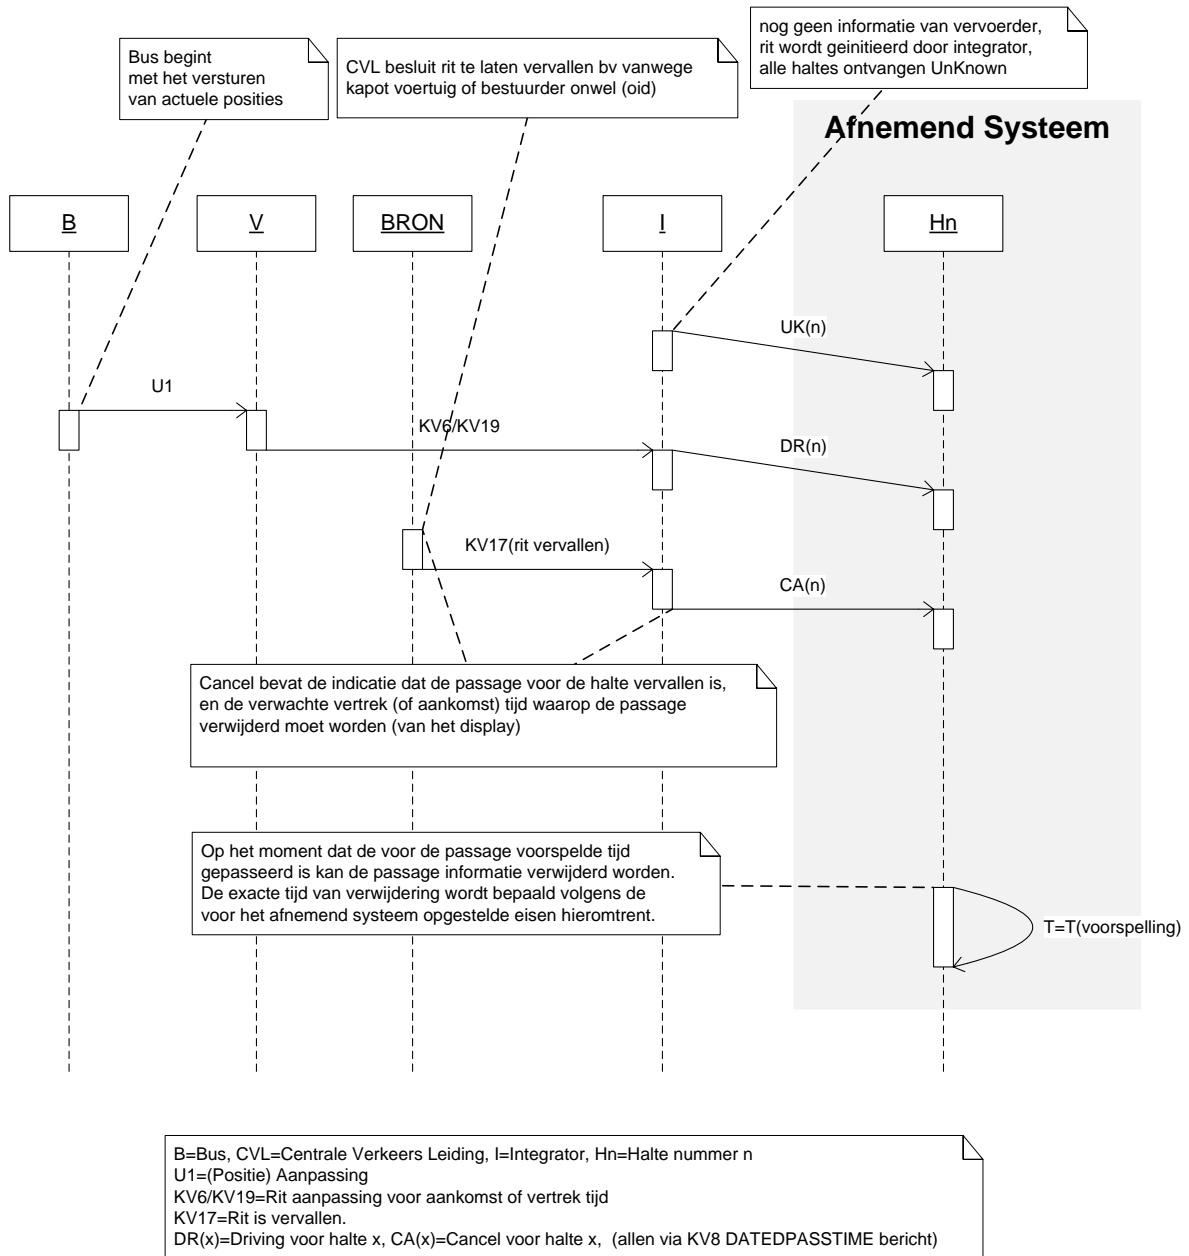 nog geen informatie van vervoerder,
rit wordt geinitieerd door integrator,
alle haltes ontvangen UnKnown
Bus begint
met het versturen
van actuele posities
CVL besluit rit te laten vervallen bv vanwege
kapot voertuig of bestuurder onwel (oid)
Afnemend Systeem
B
V
BRON
I
Hn
UK(n)
U1
KV6/KV19
DR(n)
KV17(rit vervallen)
CA(n)
Cancel bevat de indicatie dat de passage voor de halte vervallen is,
en de verwachte vertrek (of aankomst) tijd waarop de passage
verwijderd moet worden (van het display)
Op het moment dat de voor de passage voorspelde tijd
gepasseerd is kan de passage informatie verwijderd worden.
De exacte tijd van verwijdering wordt bepaald volgens de
voor het afnemend systeem opgestelde eisen hieromtrent.
T=T(voorspelling)
B=Bus, CVL=Centrale Verkeers Leiding, I=Integrator, Hn=Halte nummer n
U1=(Positie) Aanpassing
KV6/KV19=Rit aanpassing voor aankomst of vertrek tijd
KV17=Rit is vervallen.
DR(x)=Driving voor halte x, CA(x)=Cancel voor halte x,  (allen via KV8 DATEDPASSTIME bericht)